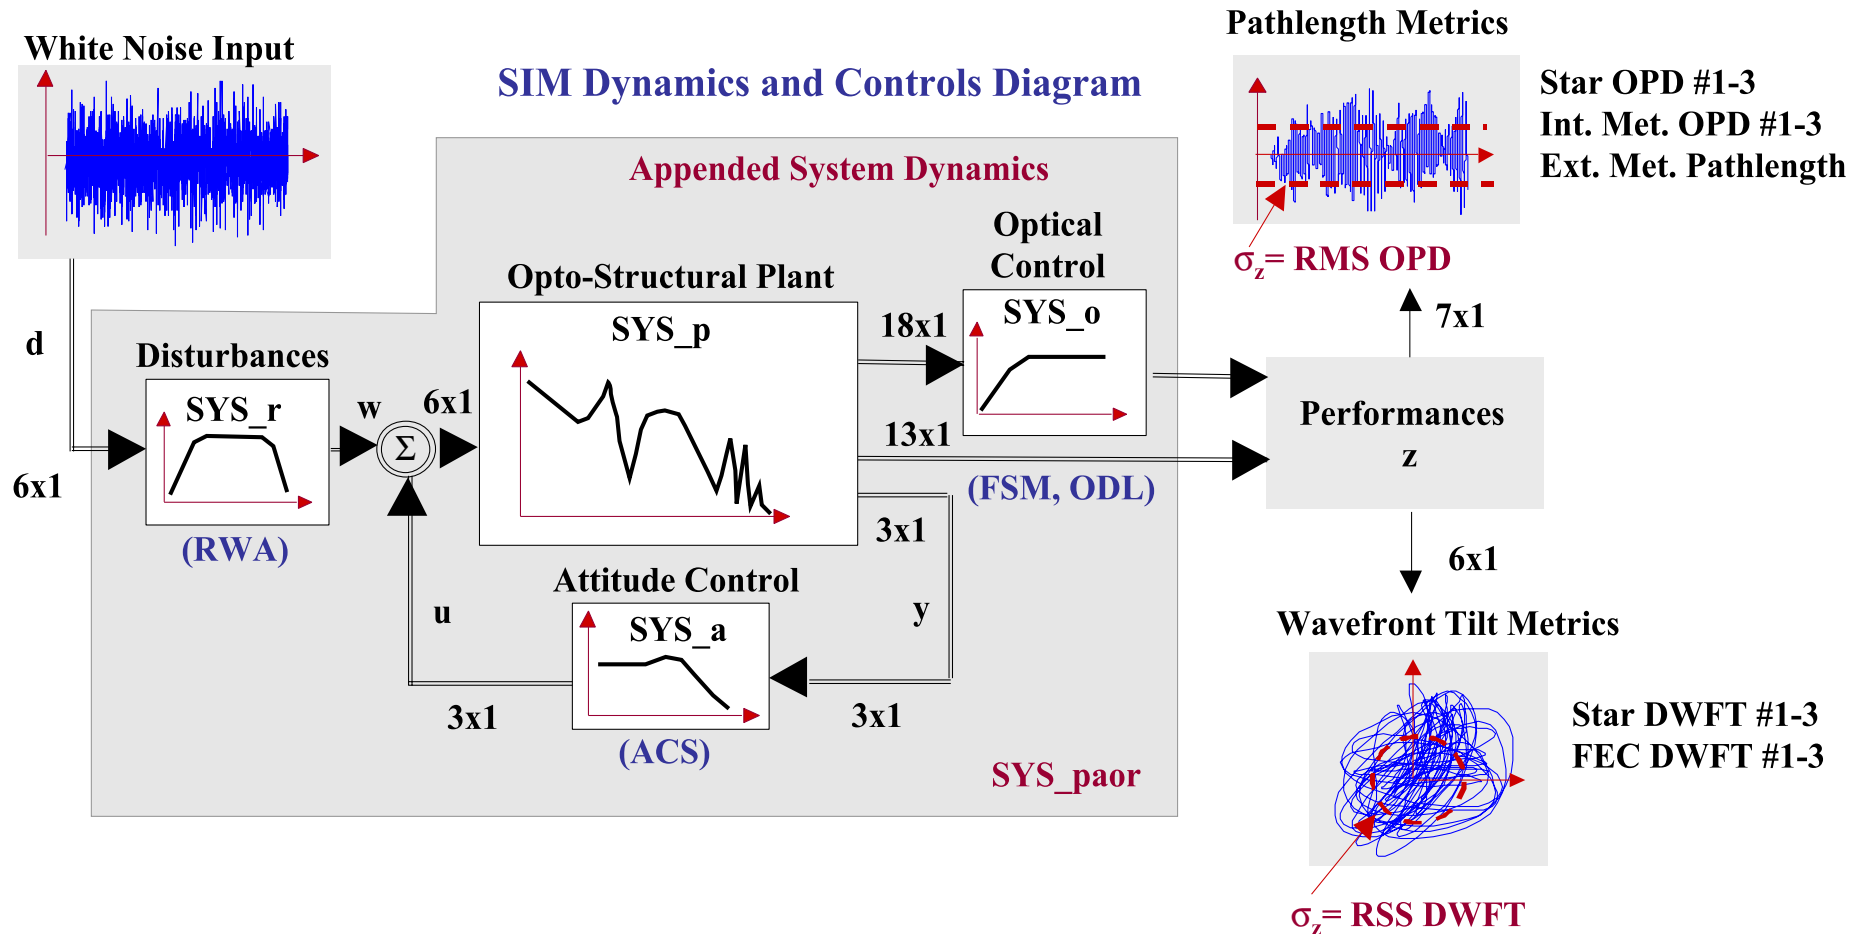 White Noise Input
SIM Dynamics and Controls Diagram
Pathlength Metrics
Star OPD #1-3
Int. Met. OPD #1-3
Ext. Met. Pathlength
σz= RMS OPD
Appended System Dynamics
Optical
Control
SYS_o
(FSM, ODL)
Opto-Structural Plant
SYS_p
d
6x1
Disturbances
SYS_r
(RWA)
w
Σ
6x1
18x1
13x1
3x1
y
3x1
Attitude Control
SYS_a
(ACS)
3x1
u
SYS_paor
7x1
Performances
z
6x1
Wavefront Tilt Metrics
Star DWFT #1-3
FEC DWFT #1-3
σz= RSS DWFT